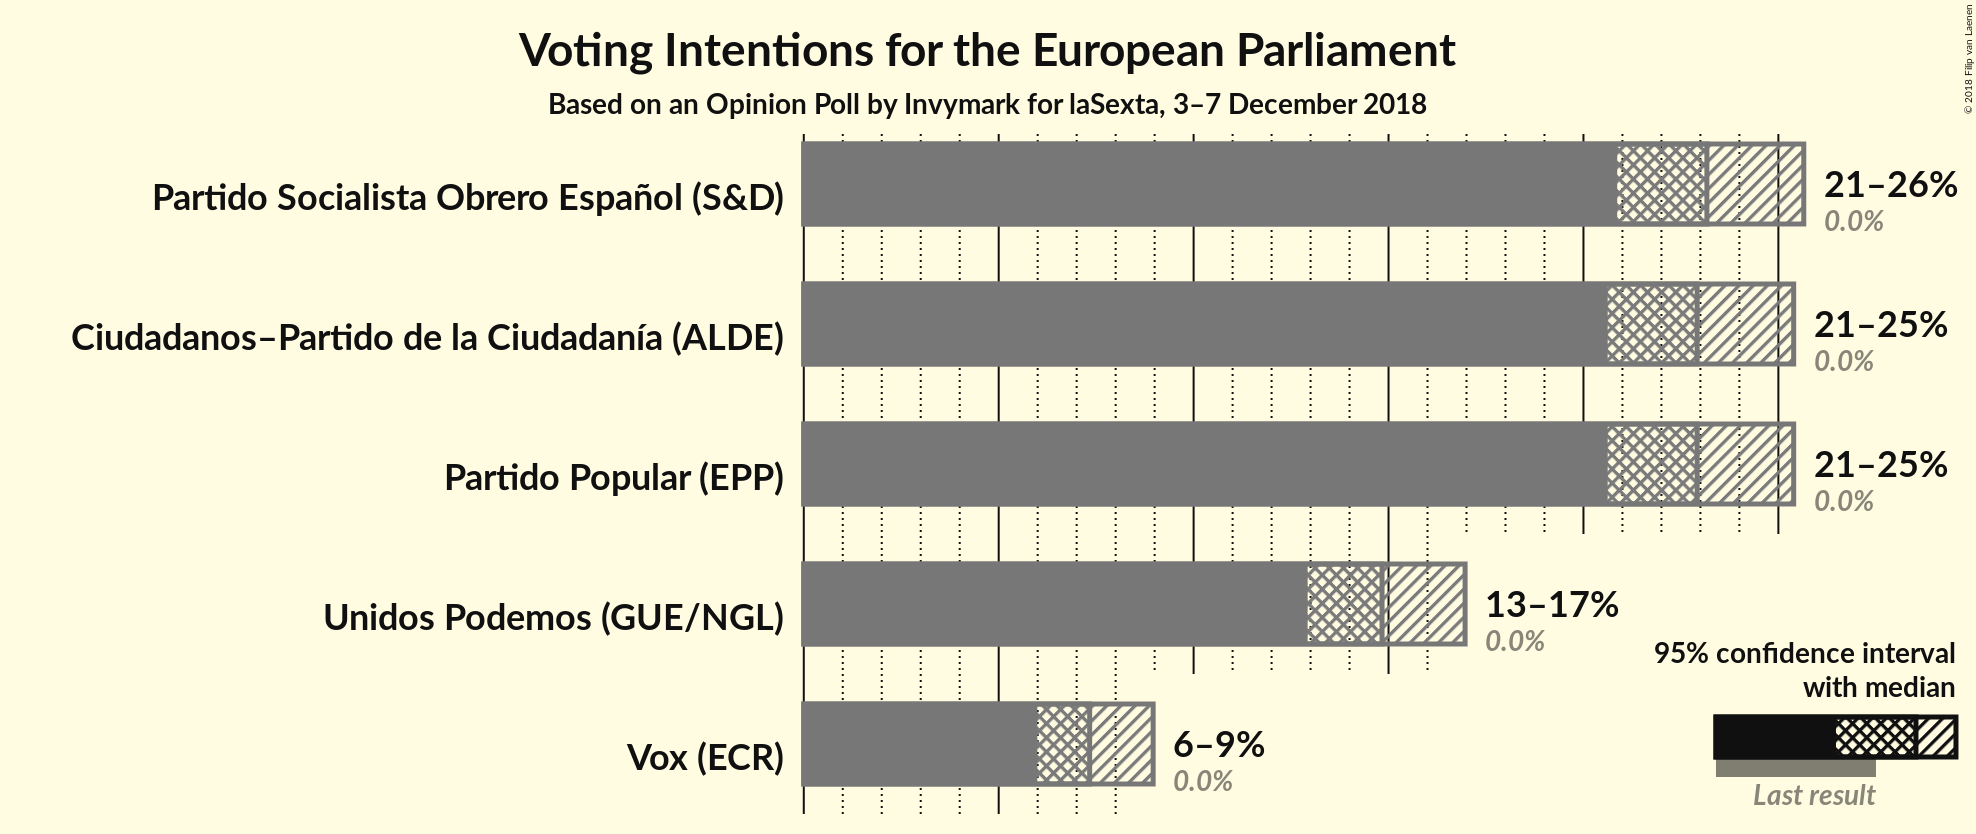 Voting Intentions for the European Parliament
Based on an Opinion Poll by Invymark for laSexta, 3–7 December 2018
© 2018 Filip van Laenen
Partido Socialista Obrero Español (S&D)
21–26%
0.0%
Ciudadanos–Partido de la Ciudadanía (ALDE)
21–25%
0.0%
Partido Popular (EPP)
21–25%
0.0%
Unidos Podemos (GUE/NGL)
13–17%
0.0%
Vox (ECR)
6–9%
0.0%
95% confidence interval
with median
Last result